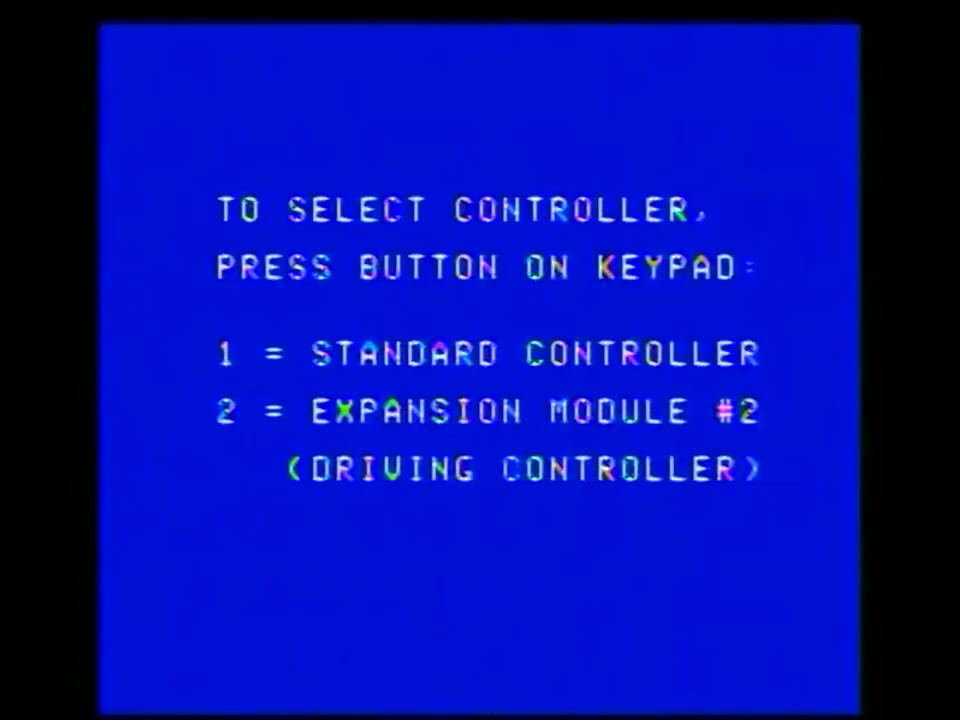 TO SELECT CONTROLLER,
PRESS BUTTON ON KEYPAD:
1 = STANDARD CONTROLLER
2 = EXPANSION MODULE #2
(DRIVING CONTROLLER)